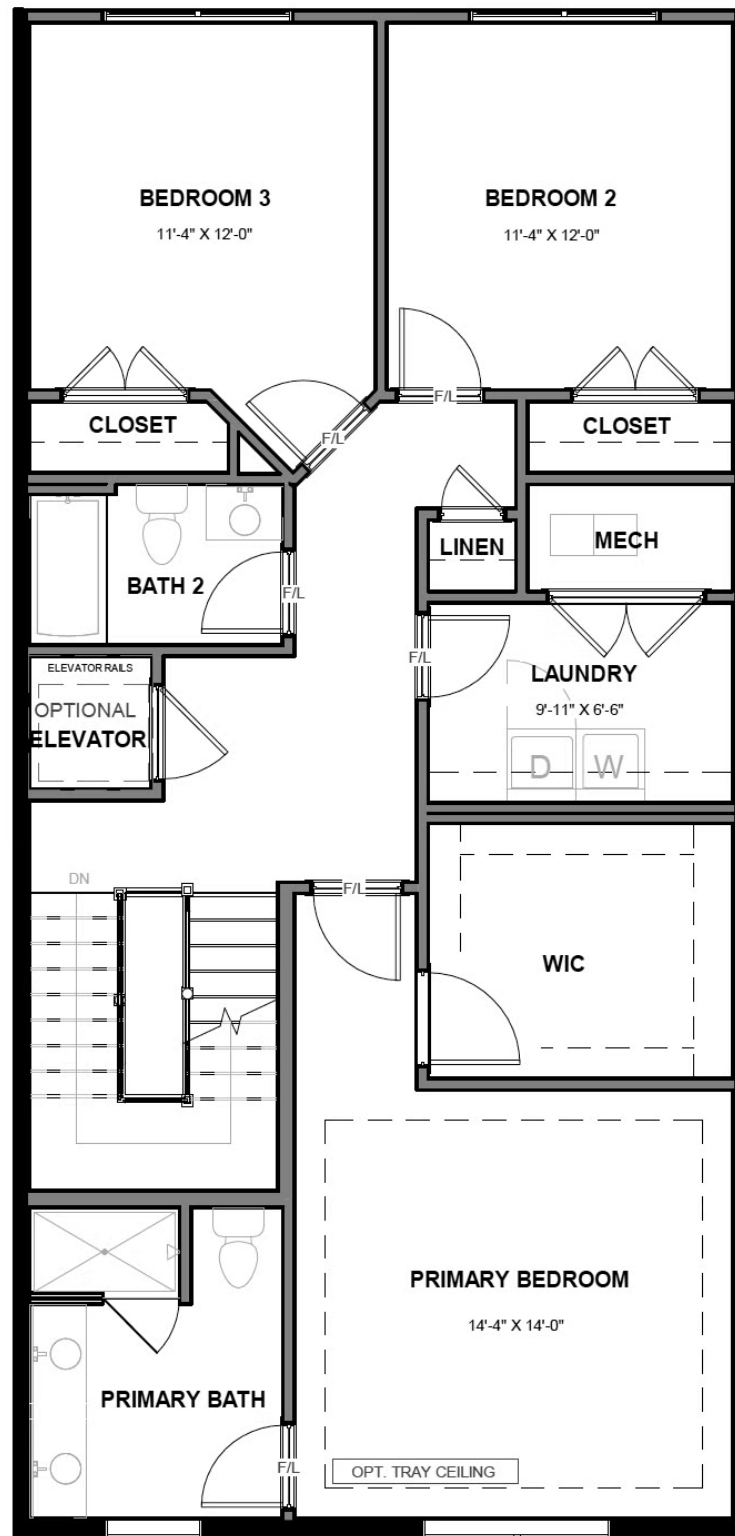 BEDROOM 3
11'-4" X 12'-0"
BEDROOM 2
11'-4" X 12'-0"
F/L
F/L
CLOSET
CLOSET
LINEN
MECH
BATH 2
F/L
F/L
LAUNDRY
9'-11" X 6'-6"
D
W
ELEVATOR RAILS
OPTIONAL
ELEVATOR
DN
F/L
WIC
PRIMARY BEDROOM
14'-4" X 14'-0"
PRIMARY BATH
F/L
OPT. TRAY CEILING